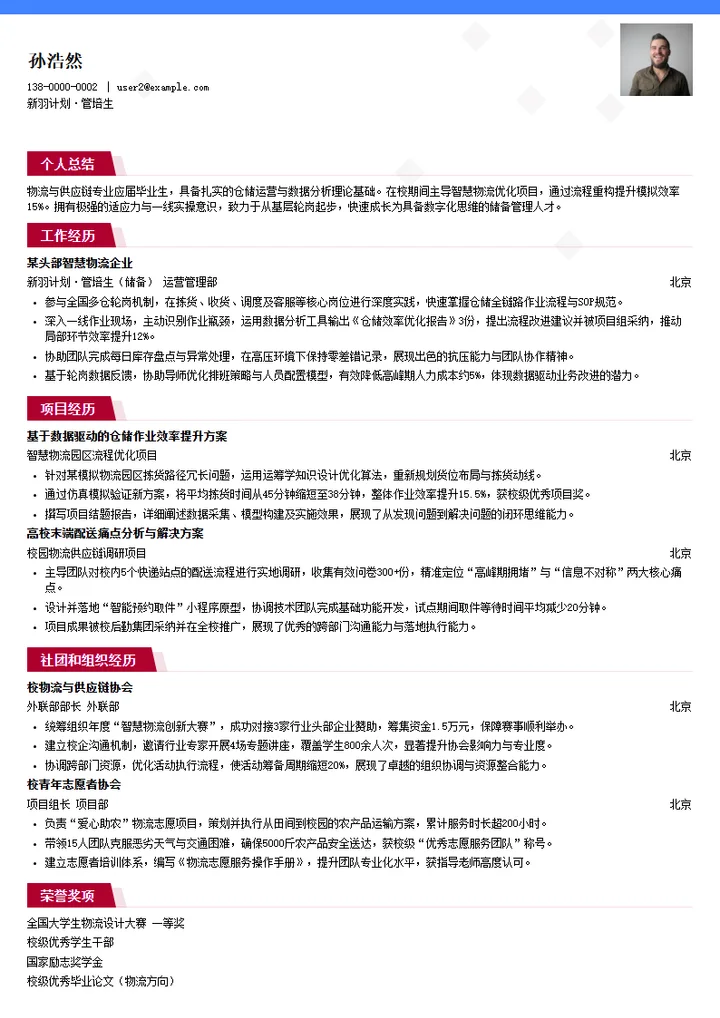 孙浩然
138-0000-0002 | user2@example.com
新羽计划·管培生
个人总结
物流与供应链专业应届毕业生，具备扎实的仓储运营与数据分析理论基础。在校期间主导智慧物流优化项目，通过流程重构提升模拟效率
15%。拥有极强的适应力与一线实操意识，致力于从基层轮岗起步，快速成长为具备数字化思维的储备管理人才。
工作经历
某头部智慧物流企业
新羽计划·管培生（储备） 运营管理部 北京
• 参与全国多仓轮岗机制，在拣货、收货、调度及客服等核心岗位进行深度实践，快速掌握仓储全链路作业流程与SOP规范。
• 深入一线作业现场，主动识别作业瓶颈，运用数据分析工具输出《仓储效率优化报告》3份，提出流程改进建议并被项目组采纳，推动
局部环节效率提升12%。
• 协助团队完成每日库存盘点与异常处理，在高压环境下保持零差错记录，展现出色的抗压能力与团队协作精神。
• 基于轮岗数据反馈，协助导师优化排班策略与人员配置模型，有效降低高峰期人力成本约5%，体现数据驱动业务改进的潜力。
项目经历
基于数据驱动的仓储作业效率提升方案
智慧物流园区流程优化项目 北京
• 针对某模拟物流园区拣货路径冗长问题，运用运筹学知识设计优化算法，重新规划货位布局与拣货动线。
• 通过仿真模拟验证新方案，将平均拣货时间从45分钟缩短至38分钟，整体作业效率提升15.5%，获校级优秀项目奖。
• 撰写项目结题报告，详细阐述数据采集、模型构建及实施效果，展现了从发现问题到解决问题的闭环思维能力。
高校末端配送痛点分析与解决方案
校园物流供应链调研项目 北京
• 主导团队对校内5个快递站点的配送流程进行实地调研，收集有效问卷300+份，精准定位“高峰期拥堵”与“信息不对称”两大核心痛
点。
• 设计并落地“智能预约取件”小程序原型，协调技术团队完成基础功能开发，试点期间取件等待时间平均减少20分钟。
• 项目成果被校后勤集团采纳并在全校推广，展现了优秀的跨部门沟通能力与落地执行能力。
社团和组织经历
校物流与供应链协会
外联部部长 外联部 北京
• 统筹组织年度“智慧物流创新大赛”，成功对接3家行业头部企业赞助，筹集资金1.5万元，保障赛事顺利举办。
• 建立校企沟通机制，邀请行业专家开展4场专题讲座，覆盖学生800余人次，显著提升协会影响力与专业度。
• 协调跨部门资源，优化活动执行流程，使活动筹备周期缩短20%，展现了卓越的组织协调与资源整合能力。
校青年志愿者协会
项目组长 项目部 北京
• 负责“爱心助农”物流志愿项目，策划并执行从田间到校园的农产品运输方案，累计服务时长超200小时。
• 带领15人团队克服恶劣天气与交通困难，确保5000斤农产品安全送达，获校级“优秀志愿服务团队”称号。
• 建立志愿者培训体系，编写《物流志愿服务操作手册》，提升团队专业化水平，获指导老师高度认可。
荣誉奖项
全国大学生物流设计大赛 一等奖
校级优秀学生干部
国家励志奖学金
校级优秀毕业论文（物流方向）